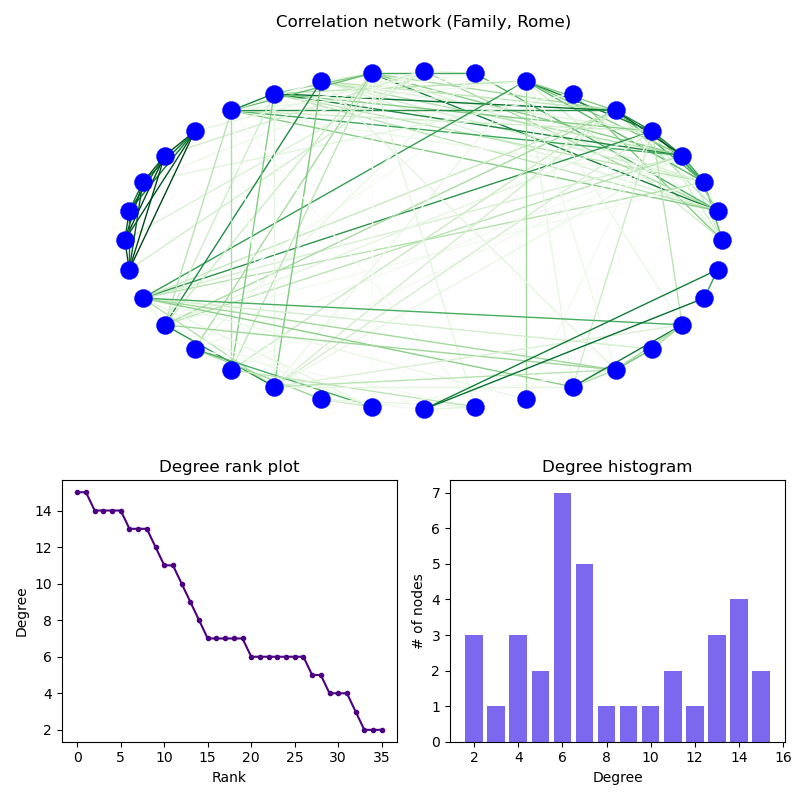 Correlation network (Family, Rome)
Degree rank plot
Degree
14
12
10
8
6
4
2
0 5 10 15 20 25 30 35
Rank
Degree histogram
# of nodes
7
6
5
4
3
2
1
0
2 4 6 8 10 12 14 16
Degree